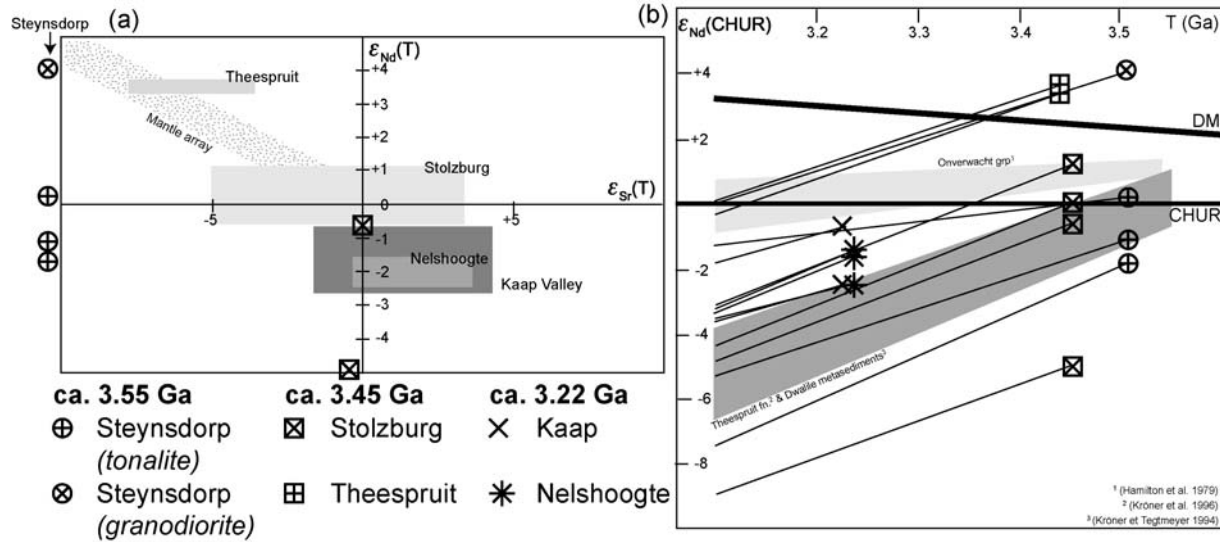 Steynsdorp
(a)
εNd(T)
+4
+3
+2
+1
0
-1
-2
-3
-4
-5
+5
εSr(T)
Theespruit
Mantle array
Stolzburg
Nelshoogte
Kaap Valley
ca. 3.55 Ga
ca. 3.45 Ga
ca. 3.22 Ga
Steynsdorp
(tonalite)
Stolzburg
Kaap
Steynsdorp
(granodiorite)
Theespruit
Nelshoogte
(b)
εNd(CHUR)
3.2
3.3
3.4
3.5
T (Ga)
+4
+2
0
-2
-4
-6
-8
DM
Onverwacht grp¹
CHUR
Theespruit fn.² & Dwalile metasediments³
¹ (Hamilton et al. 1979)
² (Kröner et al. 1996)
³ (Kröner et Tegtmeyer 1994)